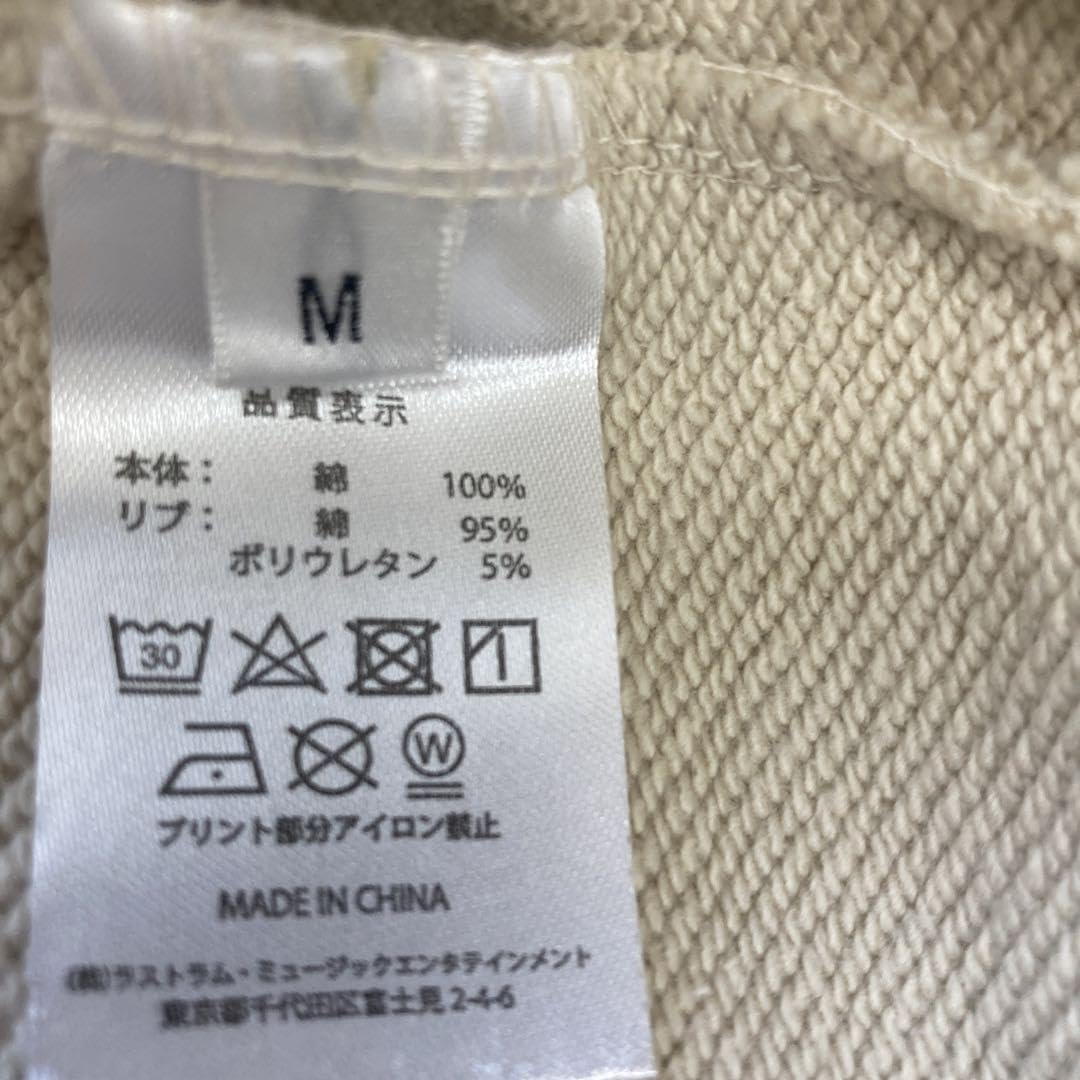 M
品質表示
本体： 綿 100%
リブ： 綿 95%
ポリウレタン 5%
30
W
プリント部分アイロン禁止
MADE IN CHINA
(株)ラストラム・ミュージックエンタテインメント
東京都千代田区富士見 2-4-6